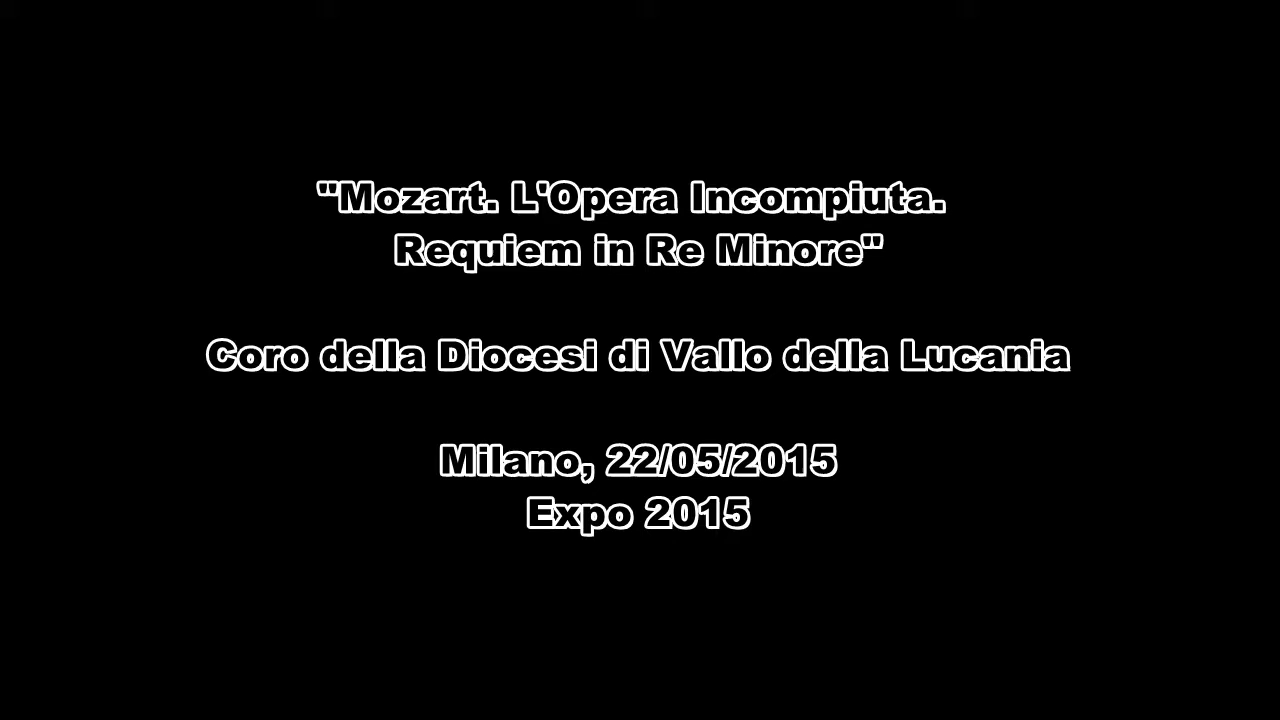 "Mozart. L'Opera Incompiuta.
Requiem in Re Minore"
Coro della Diocesi di Vallo della Lucania
Milano, 22/05/2015
Expo 2015